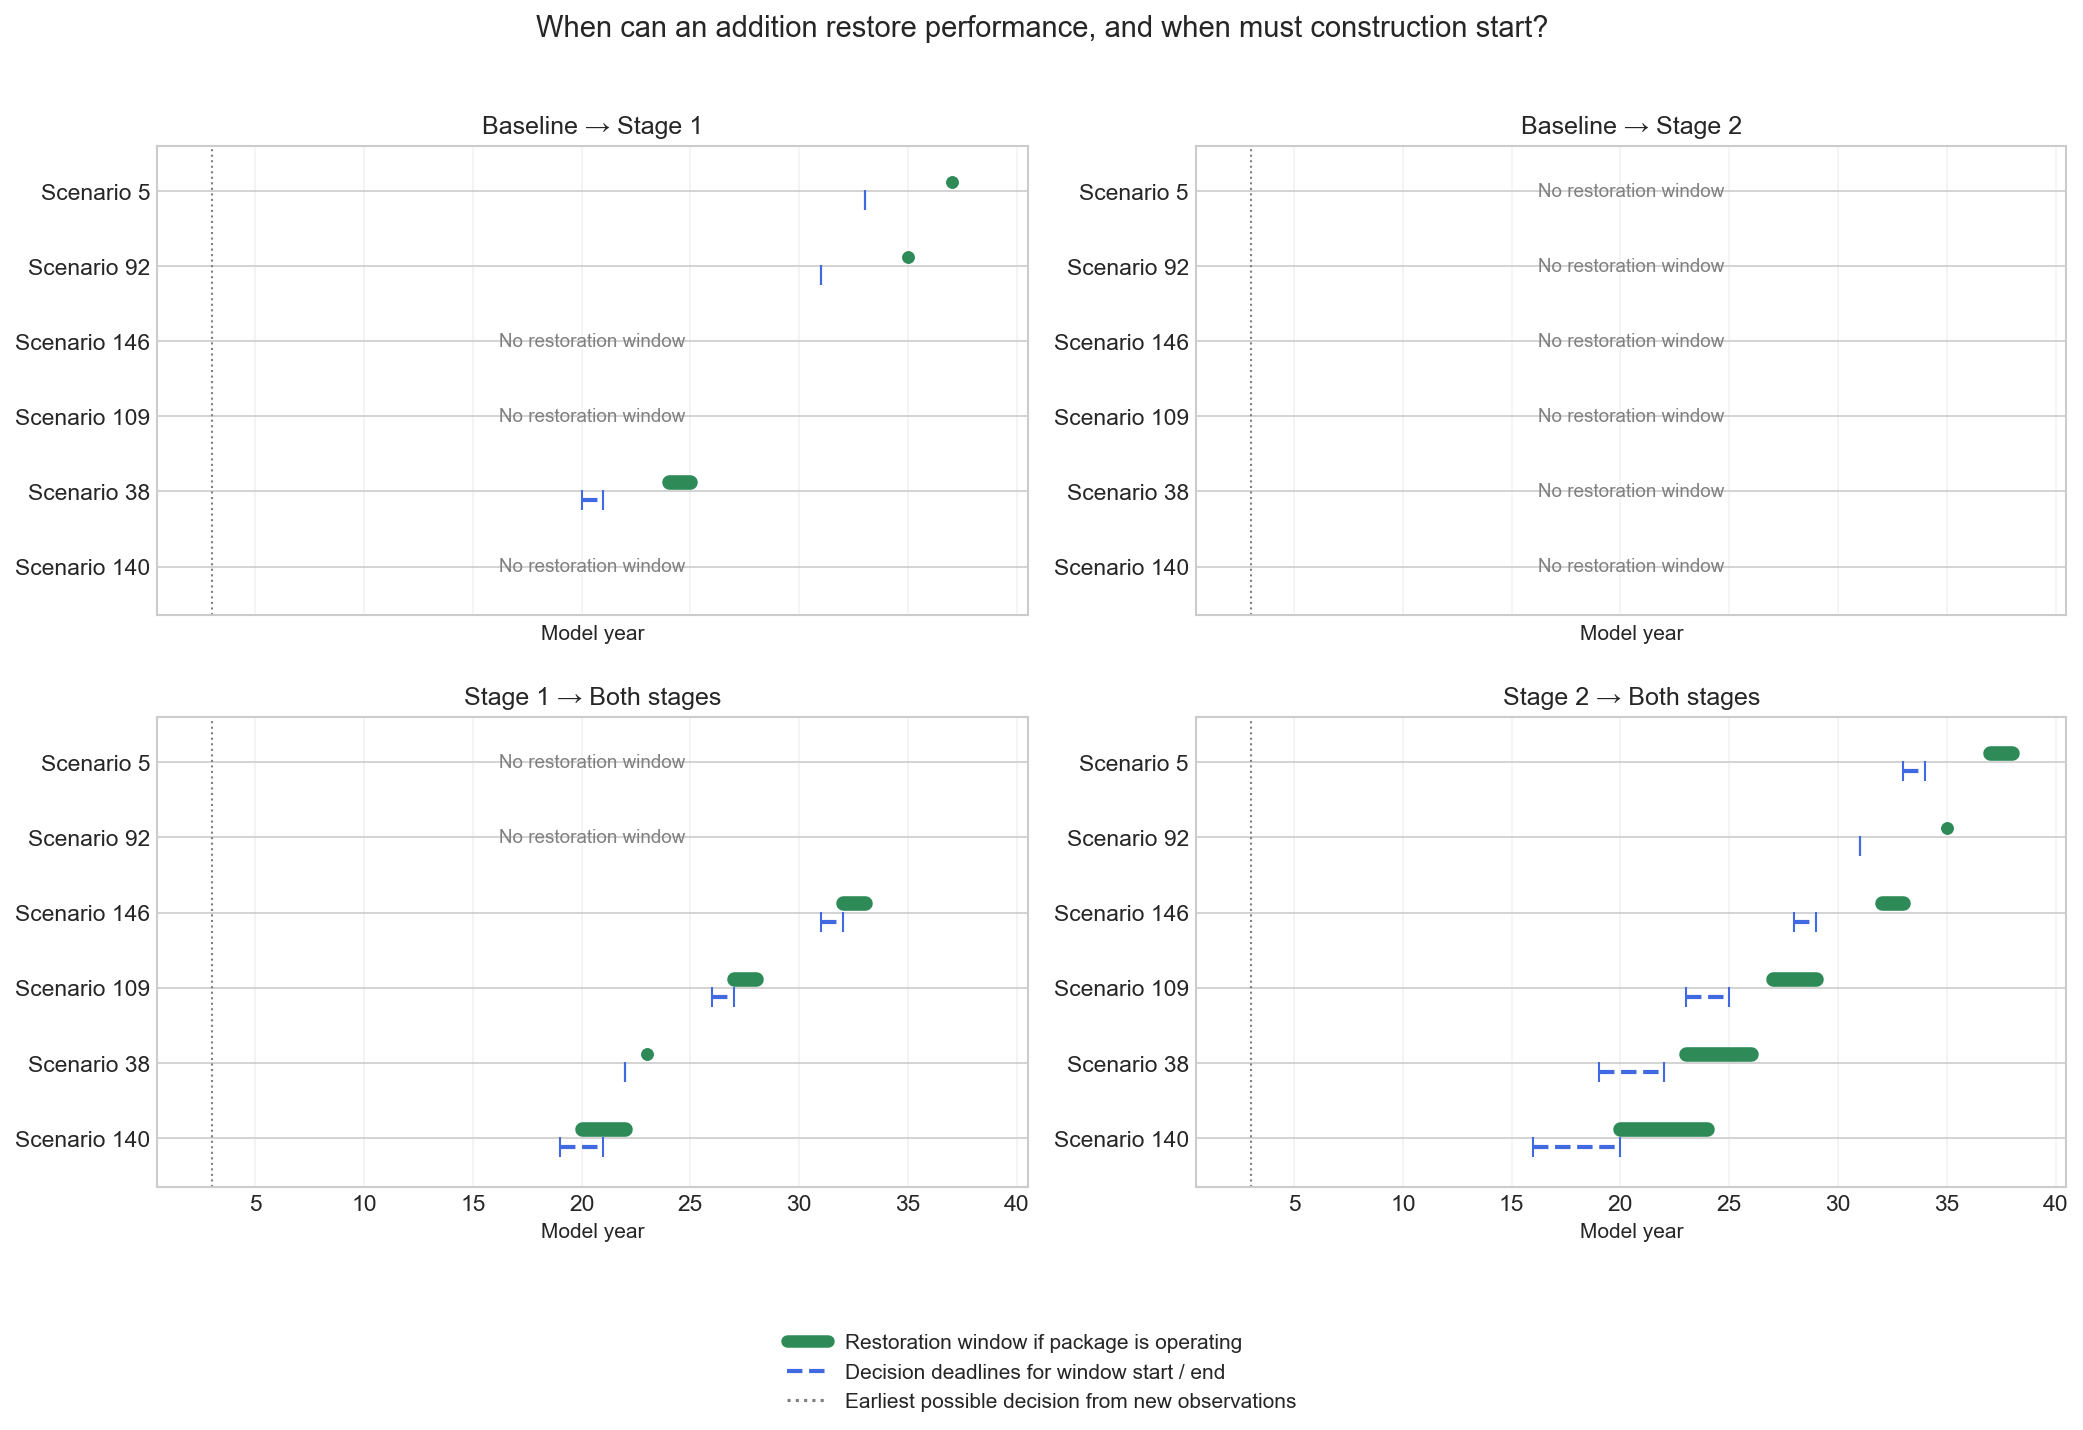 When can an addition restore performance, and when must construction start?
Baseline → Stage 1
Scenario 5
Scenario 92
Scenario 146
No restoration window
Scenario 109
No restoration window
Scenario 38
Scenario 140
No restoration window
Model year
Baseline → Stage 2
Scenario 5
No restoration window
Scenario 92
No restoration window
Scenario 146
No restoration window
Scenario 109
No restoration window
Scenario 38
No restoration window
Scenario 140
No restoration window
Model year
Stage 1 → Both stages
Scenario 5
No restoration window
Scenario 92
No restoration window
Scenario 146
Scenario 109
Scenario 38
Scenario 140
5 10 15 20 25 30 35 40
Model year
Stage 2 → Both stages
Scenario 5
Scenario 92
Scenario 146
Scenario 109
Scenario 38
Scenario 140
5 10 15 20 25 30 35 40
Model year
Restoration window if package is operating
Decision deadlines for window start / end
Earliest possible decision from new observations